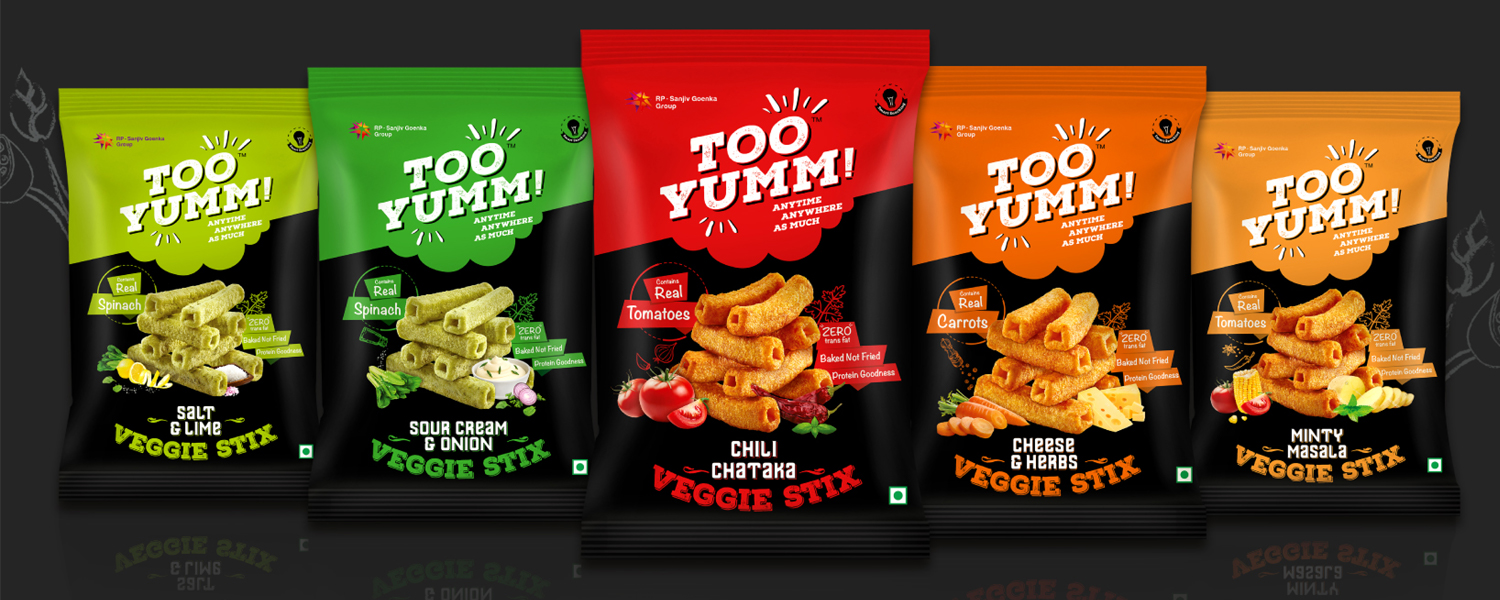 RP-Sanjiv Goenka
Group
TOO
YUMM!
TM
ANYTIME
ANYWHERE
AS MUCH
Contains
Real
Spinach
ZERO
trans fat
Baked Not Fried
Protein Goodness
SALT
& LIME
VEGGIE STIX
RP-Sanjiv Goenka
Group
TOO
YUMM!
ANYTIME
ANYWHERE
AS MUCH
Contains
Real
Spinach
ZERO
trans fat
Baked Not Fried
Protein Goodness
SOUR CREAM
& ONION
VEGGIE STIX
RP-Sanjiv Goenka
Group
TOO
YUMM!
TM
ANYTIME
ANYWHERE
AS MUCH
Contains
Real
Tomatoes
ZERO
trans fat
Baked Not Fried
Protein Goodness
CHILI
CHATAKA
VEGGIE STIX
RP-Sanjiv Goenka
Group
TOO
YUMM!
TM
ANYTIME
ANYWHERE
AS MUCH
Contains
Real
Carrots
ZERO
trans fat
Baked Not Fried
Protein Goodness
CHEESE
& HERBS
VEGGIE STIX
RP-Sanjiv Goenka
Group
TOO
YUMM!
TM
ANYTIME
ANYWHERE
AS MUCH
Contains
Real
Tomatoes
ZERO
trans fat
Baked Not Fried
Protein Goodness
MINTY
MASALA
VEGGIE STIX